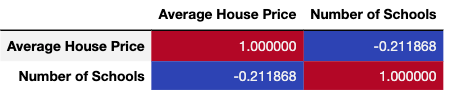 Average House Price Number of Schools
Average House Price 1.000000 -0.211868
Number of Schools -0.211868 1.000000